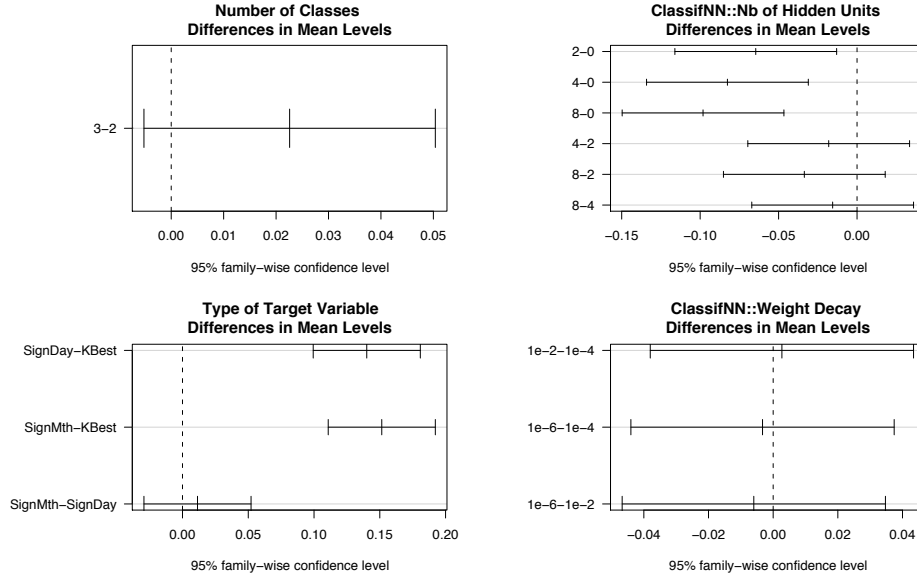 Number of Classes
Differences in Mean Levels
3−2
0.00 0.01 0.02 0.03 0.04 0.05
95% family−wise confidence level
ClassifNN::Nb of Hidden Units
Differences in Mean Levels
2−0
4−0
8−0
4−2
8−2
8−4
−0.15 −0.10 −0.05 0.00
95% family−wise confidence level
Type of Target Variable
Differences in Mean Levels
SignDay−KBest
SignMth−KBest
SignMth−SignDay
0.00 0.05 0.10 0.15 0.20
95% family−wise confidence level
ClassifNN::Weight Decay
Differences in Mean Levels
1e−2−1e−4
1e−6−1e−4
1e−6−1e−2
−0.04 −0.02 0.00 0.02 0.04
95% family−wise confidence level